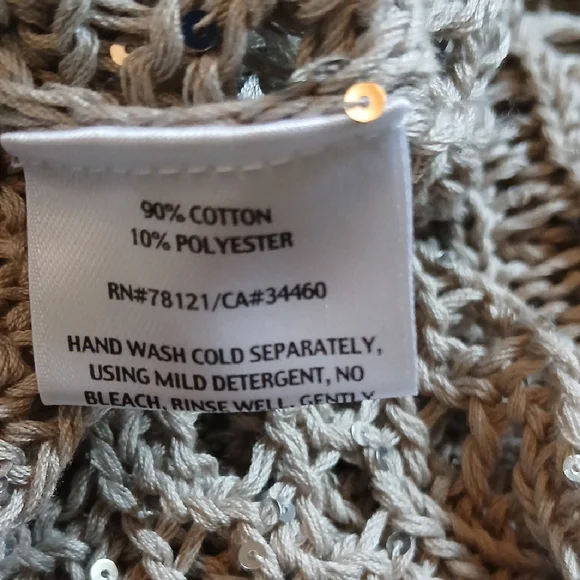 90% COTTON
10% POLYESTER
RN#78121/CA#34460
HAND WASH COLD SEPARATELY,
USING MILD DETERGENT, NO
BLEACH, RINSE WELL, GENTLY